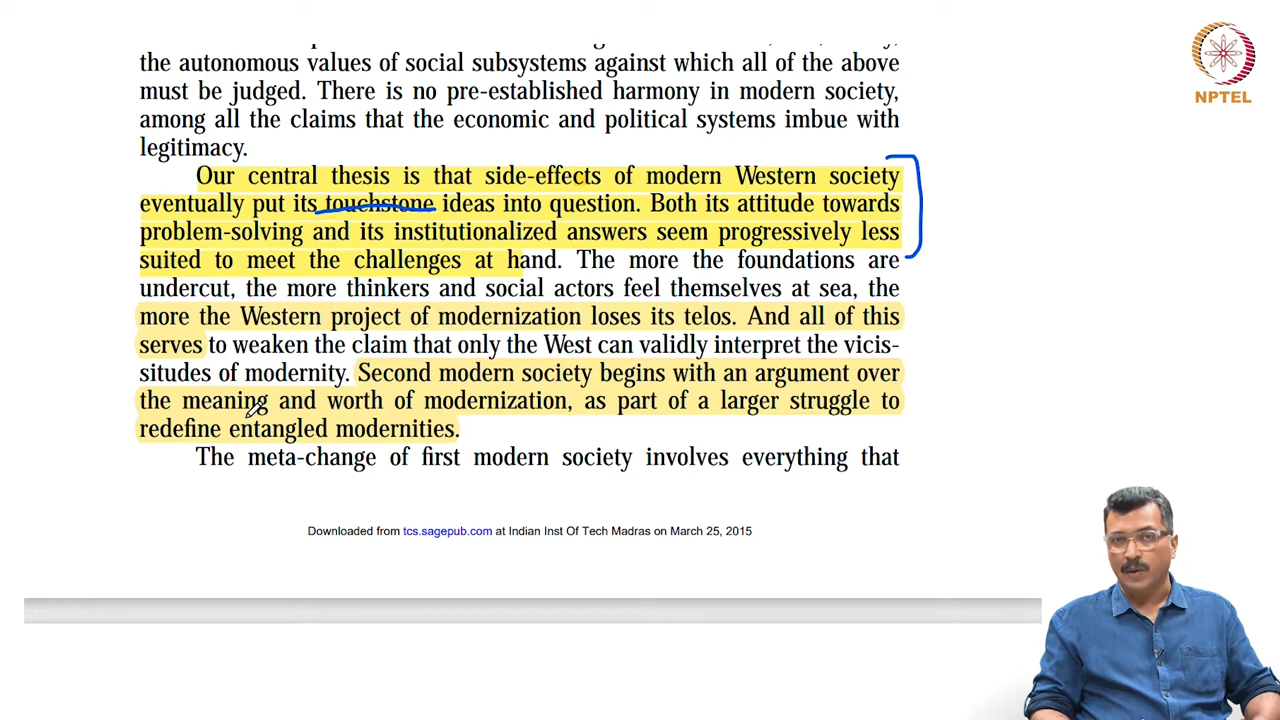 the autonomous values of social subsystems against which all of the above
must be judged. There is no pre-established harmony in modern society,
among all the claims that the economic and political systems imbue with
legitimacy.
Our central thesis is that side-effects of modern Western society
eventually put its touchstone ideas into question. Both its attitude towards
problem-solving and its institutionalized answers seem progressively less
suited to meet the challenges at hand. The more the foundations are
undercut, the more thinkers and social actors feel themselves at sea, the
more the Western project of modernization loses its telos. And all of this
serves to weaken the claim that only the West can validly interpret the vicis-
situdes of modernity. Second modern society begins with an argument over
the meaning and worth of modernization, as part of a larger struggle to
redefine entangled modernities.
The meta-change of first modern society involves everything that
Downloaded from tcs.sagepub.com at Indian Inst Of Tech Madras on March 25, 2015
NPTEL